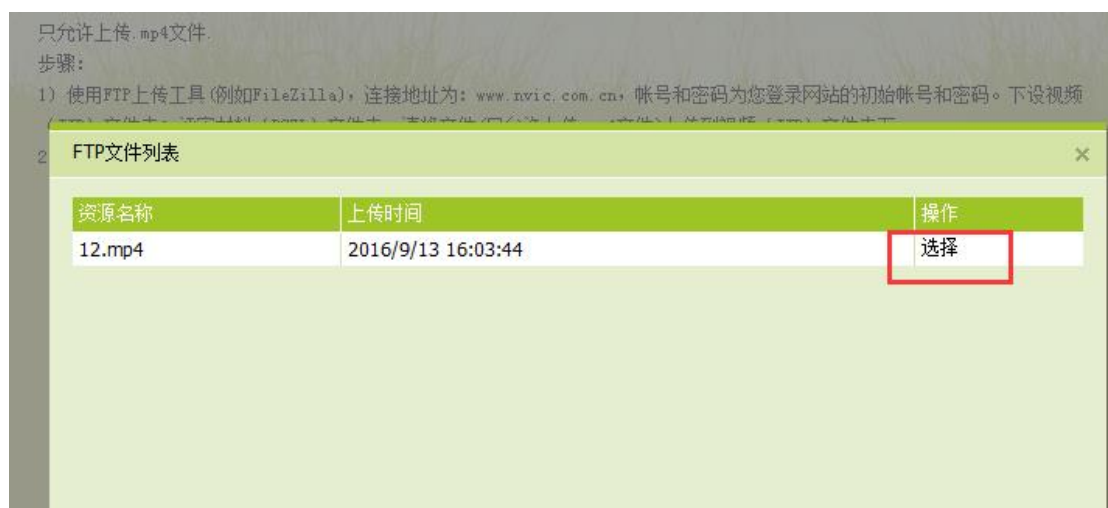 只允许上传.mp4文件.
步骤：
1) 使用FTP上传工具(例如FileZilla)，连接地址为：www.nvic.com.cn，帐号和密码为您登录网站的初始帐号和密码。下设视频
2
FTP文件列表
×
资源名称 上传时间 操作
12.mp4 2016/9/13 16:03:44 选择